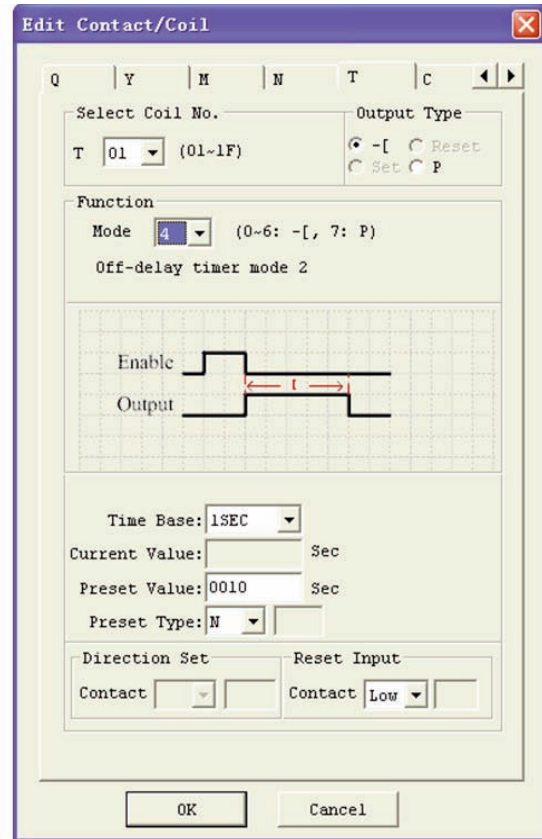 Edit Contact/Coil
Q Y M N T C
Select Coil No. Output Type
T 01 (01~1F) -[ Reset
Set P
Function
Mode 4 (0~6: -[, 7: P)
Off-delay timer mode 2
Enable
t
Output
Time Base: 1SEC
Current Value: Sec
Preset Value: 0010 Sec
Preset Type: N
Direction Set Reset Input
Contact Contact Low
OK Cancel